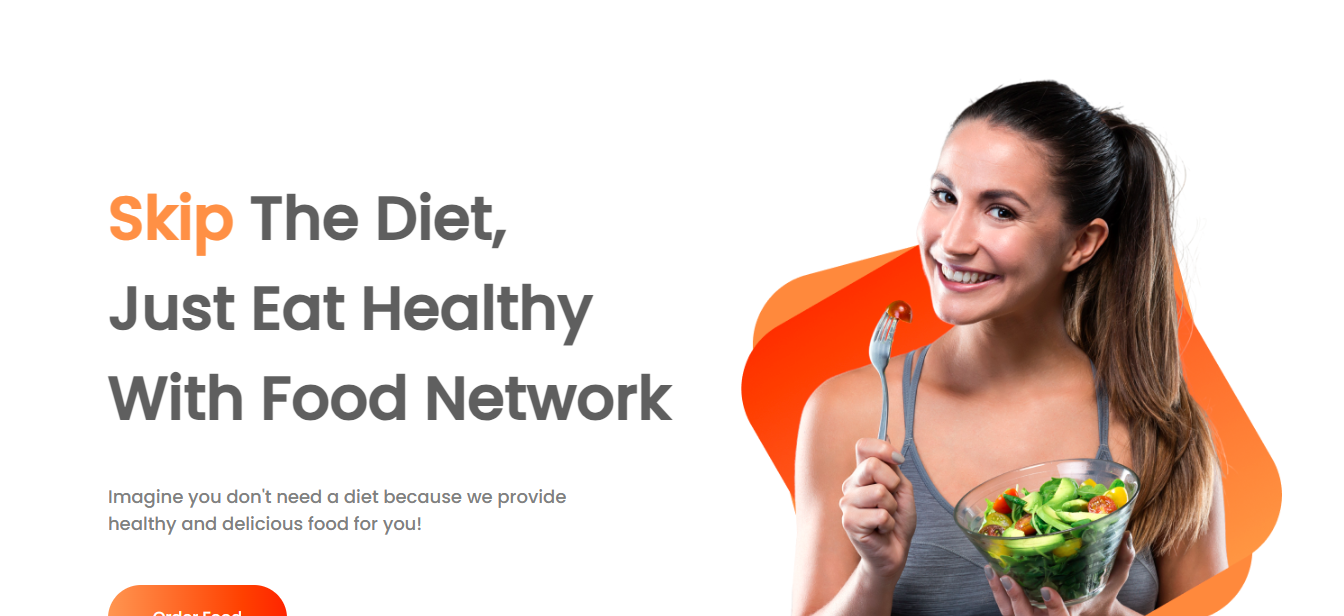 Skip The Diet,
Just Eat Healthy
With Food Network
Imagine you don't need a diet because we provide
healthy and delicious food for you!
Order Food